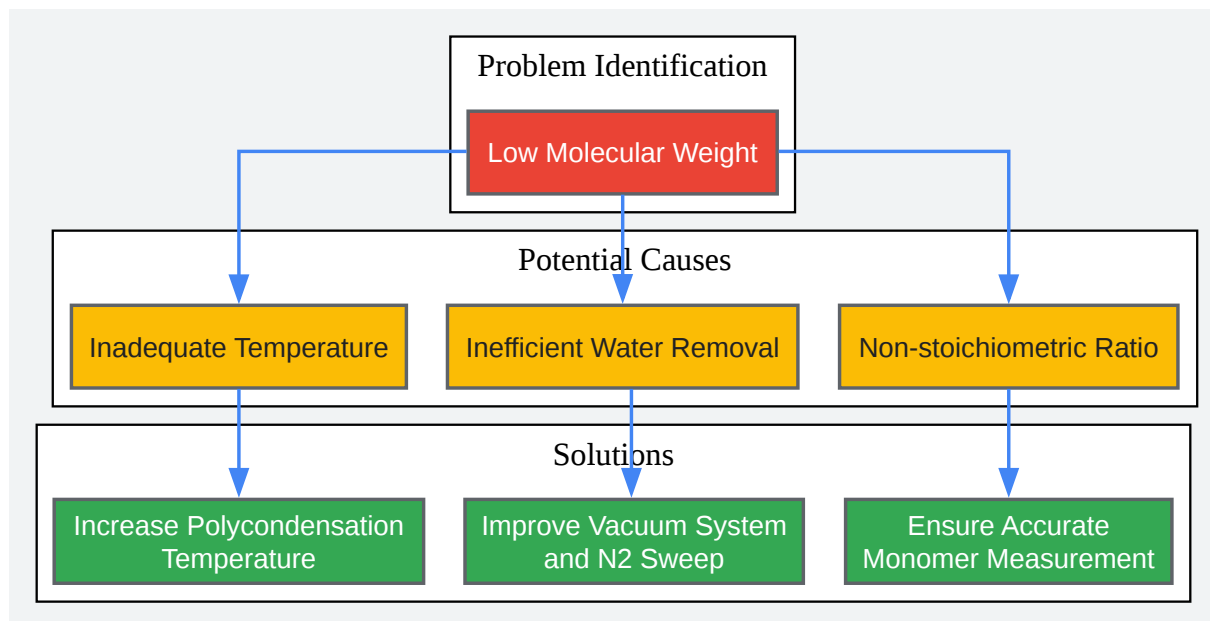 Problem Identification
Low Molecular Weight
Potential Causes
Inadequate Temperature
Inefficient Water Removal
Non-stoichiometric Ratio
Solutions
Increase Polycondensation
Temperature
Improve Vacuum System
and N2 Sweep
Ensure Accurate
Monomer Measurement